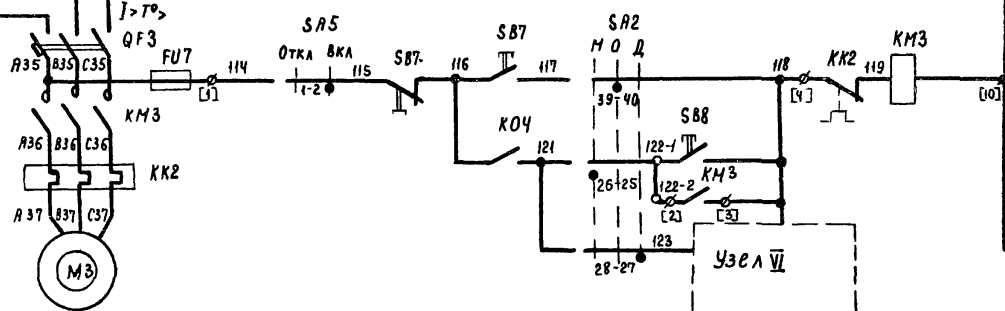 I>T°>
QF3
SA5
SB7
SA2
A35 B35 C35
FU7
114
ОТКЛ ВКЛ
115
SB7
116
117
М О Д
118
KK2
119
KM3
[1]
1-2
39-40
[4]
[10]
KM3
K04
121
122-1
SB8
A36 B36 C36
KK2
26-25
122-2
KM3
[2]
[3]
A37 B37 C37
123
28-27
Узел VI
M3